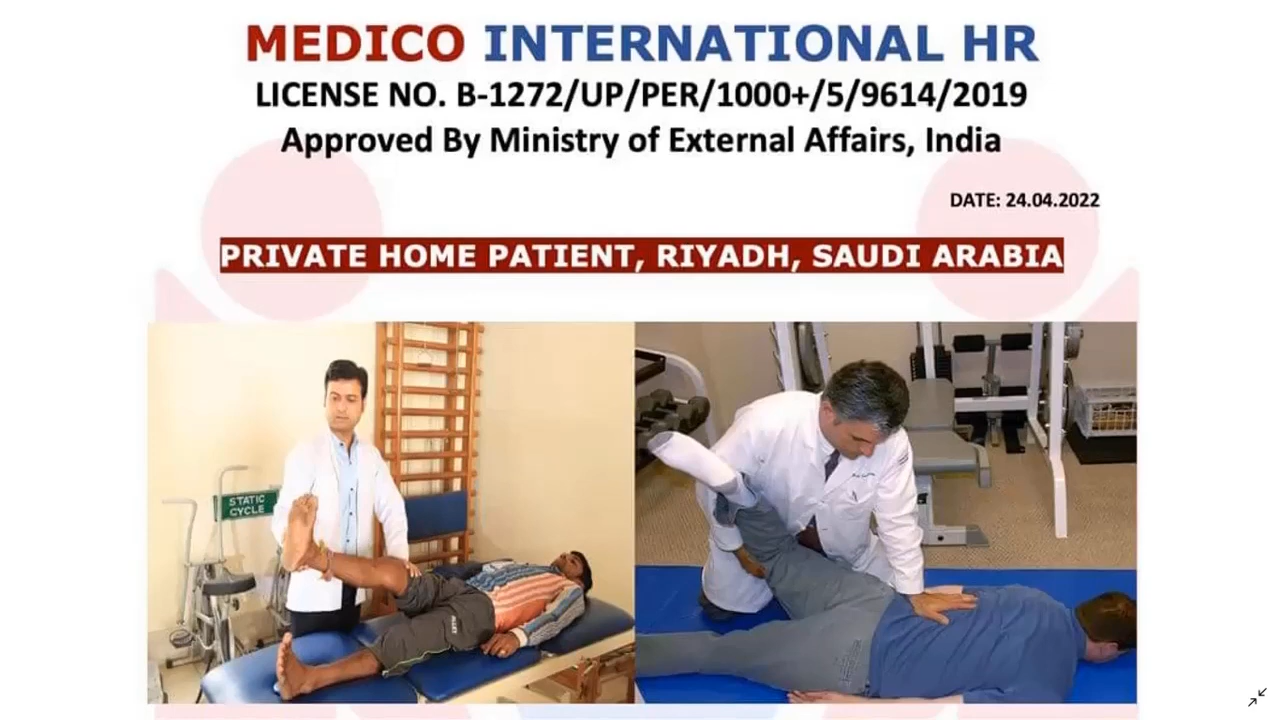 MEDICO INTERNATIONAL HR
LICENSE NO. B-1272/UP/PER/1000+/5/9614/2019
Approved By Ministry of External Affairs, India
DATE: 24.04.2022
PRIVATE HOME PATIENT, RIYADH, SAUDI ARABIA
STATIC
CYCLE